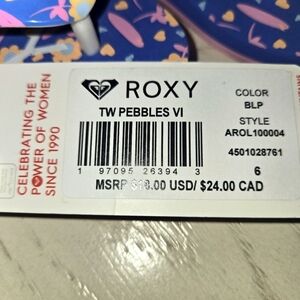 CELEBRATING THE
POWER OF WOMEN
SINCE 1990
ROXY
TW PEBBLES VI
COLOR
BLP
STYLE
AROL100004
4501028761
1 97095 26394 3
6
MSRP $18.00 USD/ $24.00 CAD